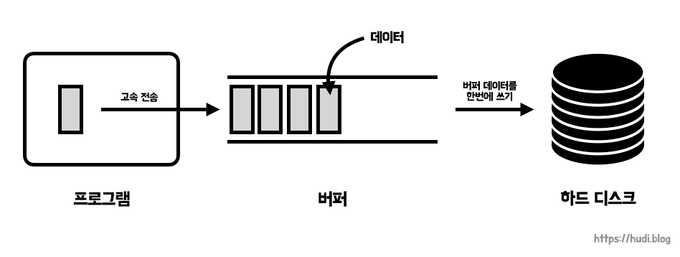 데이터
고속 전송
버퍼 데이터를
한번에 쓰기
프로그램
버퍼
하드 디스크
https://hudi.blog